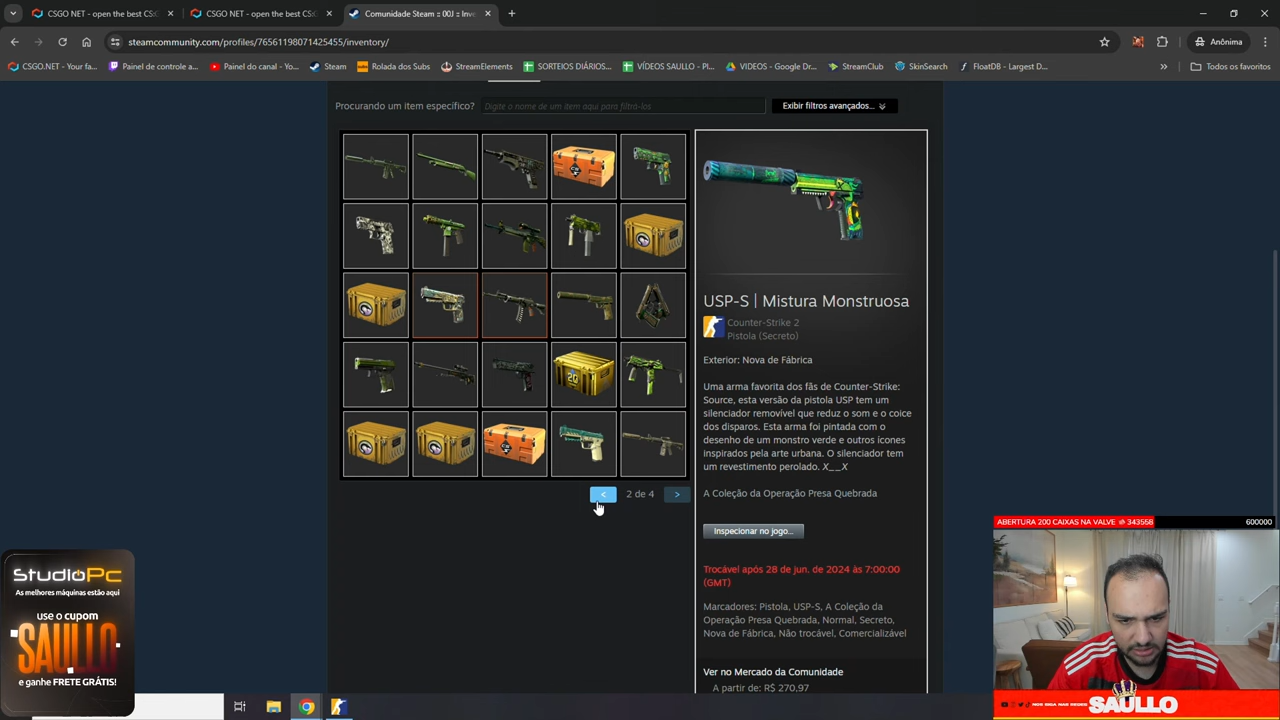 CSGO NET - open the best CS:G
CSGO NET - open the best CS:G
Comunidade Steam :: 00J :: Inve
steamcommunity.com/profiles/76561198071425455/inventory/
Anônima
CSGO.NET - Your fa...
Painel de controle a...
Painel do canal - Yo...
Steam
Rolada dos Subs
StreamElements
SORTEIOS DIÁRIOS...
VÍDEOS SAULLO - Pl...
VIDEOS - Google Dr...
StreamClub
SkinSearch
FloatDB - Largest D...
Todos os favoritos
Procurando um item específico?
Digite o nome de um item aqui para filtrá-los
Exibir filtros avançados...
<
2 de 4
>
USP-S | Mistura Monstruosa
Counter-Strike 2
Pistola (Secreto)
Exterior: Nova de Fábrica
Uma arma favorita dos fãs de Counter-Strike:
Source, esta versão da pistola USP tem um
silenciador removível que reduz o som e o coice
dos disparos. Esta arma foi pintada com o
desenho de um monstro verde e outros ícones
inspirados pela arte urbana. O silenciador tem
um revestimento perolado. X__X
A Coleção da Operação Presa Quebrada
Inspecionar no jogo...
Trocável após 28 de jun. de 2024 às 7:00:00
(GMT)
Marcadores: Pistola, USP-S, A Coleção da
Operação Presa Quebrada, Normal, Secreto,
Nova de Fábrica, Não trocável, Comercializável
Ver no Mercado da Comunidade
A partir de: R$ 270,97
ABERTURA 200 CAIXAS NA VALVE
343558
600000
STUDIOPC
As melhores máquinas estão aqui
use o cupom
SAULLO
e ganhe FRETE GRÁTIS!
NOS SIGA NAS REDES
SAULLO